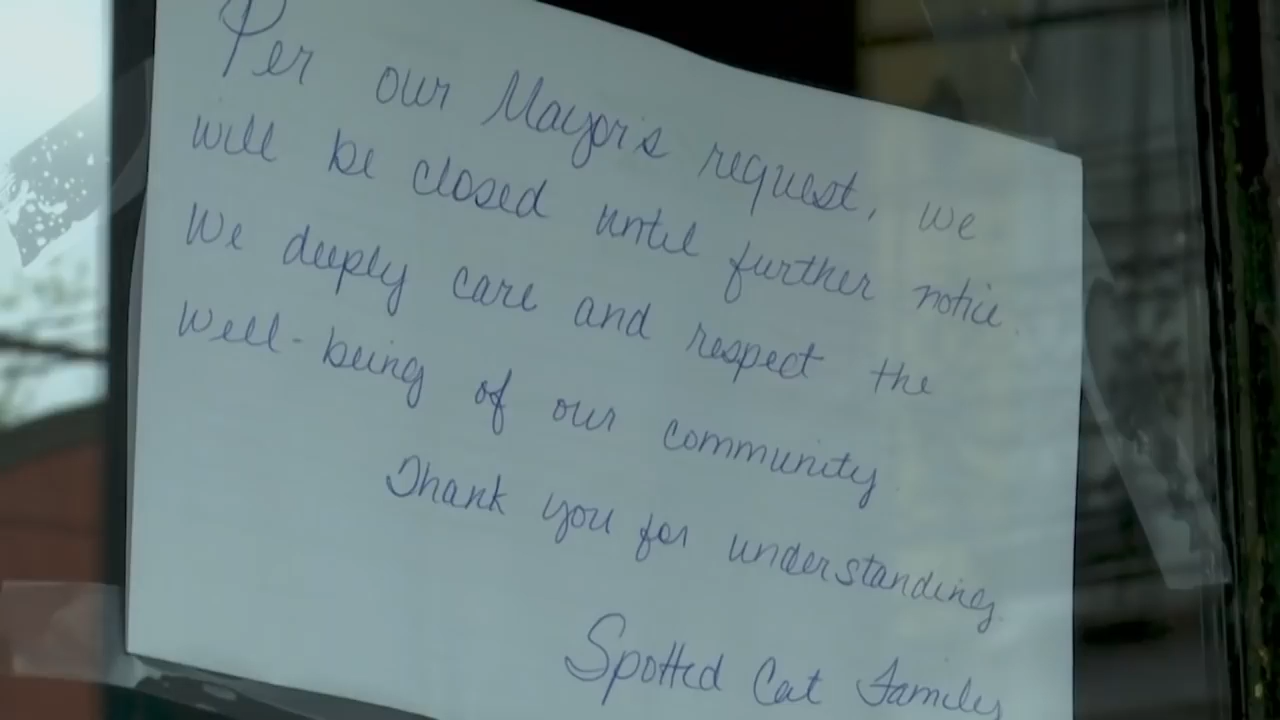 Per our Mayor's request, we
will be closed until further notice.
We deeply care and respect the
well-being of our community
Thank you for understanding
Spotted Cat Family